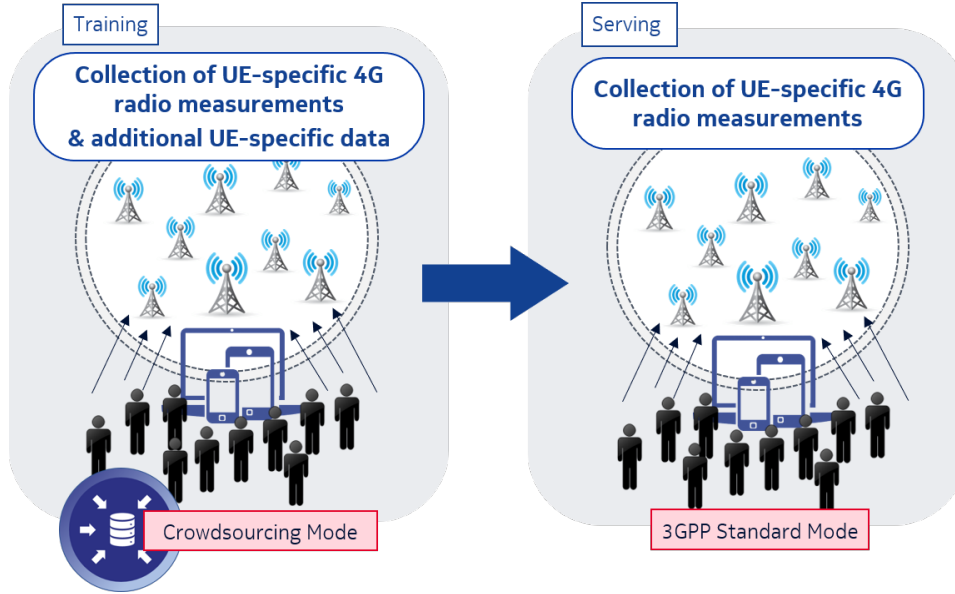 Training
Collection of UE-specific 4G
radio measurements
& additional UE-specific data
Crowdsourcing Mode
Serving
Collection of UE-specific 4G
radio measurements
3GPP Standard Mode